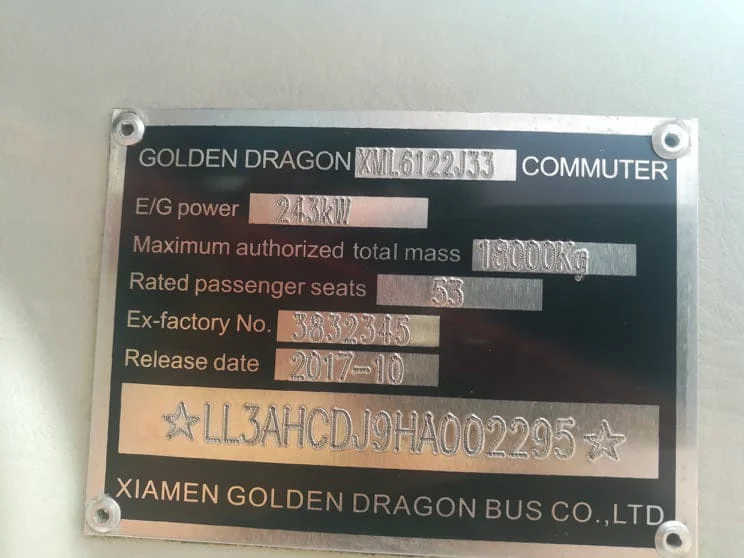 GOLDEN DRAGON XML6122J33 COMMUTER
E/G power 243kW
Maximum authorized total mass 18000Kg
Rated passenger seats 53
Ex-factory No. 3832345
Release date 2017-10
☆LL3AHCDJ9HA002295☆
XIAMEN GOLDEN DRAGON BUS CO.,LTD